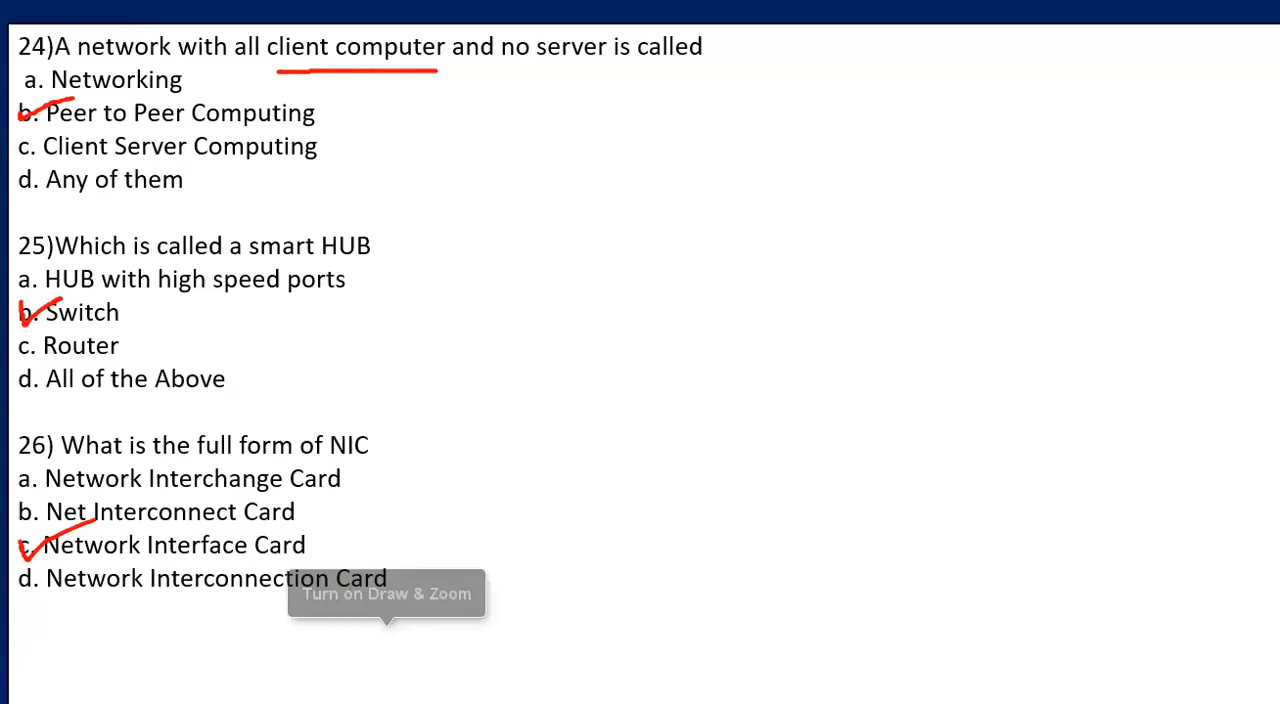 24)A network with all client computer and no server is called
a. Networking
b. Peer to Peer Computing
c. Client Server Computing
d. Any of them
25)Which is called a smart HUB
a. HUB with high speed ports
b. Switch
c. Router
d. All of the Above
26) What is the full form of NIC
a. Network Interchange Card
b. Net Interconnect Card
c. Network Interface Card
d. Network Interconnection Card
Turn on Draw & Zoom